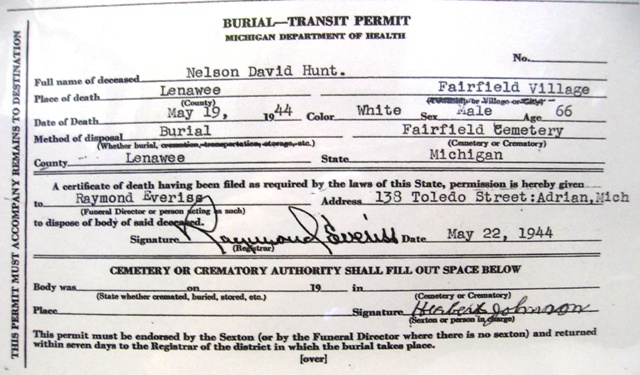 BURIAL—TRANSIT PERMIT
MICHIGAN DEPARTMENT OF HEALTH
No.
Full name of deceased Nelson David Hunt.
Place of death Lenawee Fairfield Village
(County) (Township or Village or City)
Date of Death May 19, 1944 Color White Sex Male Age 66
Method of disposal Burial Fairfield Cemetery
(Whether burial, cremation, transportation, storage, etc.) (Cemetery or Crematory)
County Lenawee State Michigan
A certificate of death having been filed as required by the laws of this State, permission is hereby given
to Raymond Everiss Address 138 Toledo Street:Adrian,Mich
(Funeral Director or person acting as such)
to dispose of body of said deceased.
Signature Raymond Everiss Date May 22, 1944
(Registrar)
CEMETERY OR CREMATORY AUTHORITY SHALL FILL OUT SPACE BELOW
Body was on 19 in
(State whether cremated, buried, stored, etc.) (Cemetery or Crematory)
Place Signature Herbert Johnson
(Sexton or person in charge)
This permit must be endorsed by the Sexton (or by the Funeral Director where there is no sexton) and returned
within seven days to the Registrar of the district in which the burial takes place.
[over]
THIS PERMIT MUST ACCOMPANY REMAINS TO DESTINATION